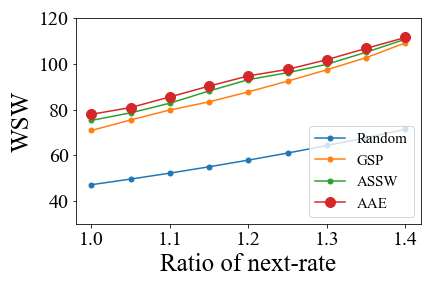 120
100
80
60
40
WSW
Random
GSP
ASSW
AAE
1.0 1.1 1.2 1.3 1.4
Ratio of next-rate